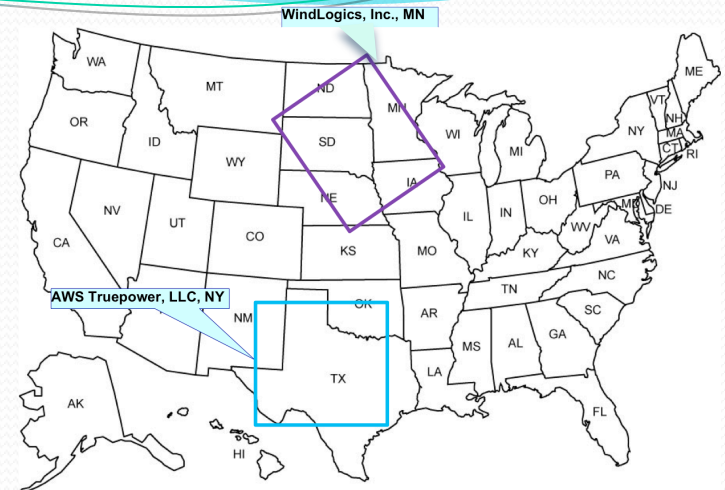 WindLogics, Inc., MN
WA
MT
ND
MN
ME
VT
NH
OR
ID
SD
WI
NY
MA
WY
MI
CT
RI
IA
PA
NE
NJ
NV
OH
MD
DE
UT
IL
IN
CO
WV
CA
KS
MO
VA
KY
NC
AWS Truepower, LLC, NY
TN
OK
NM
AR
SC
MS
AL
GA
LA
TX
AK
FL
HI